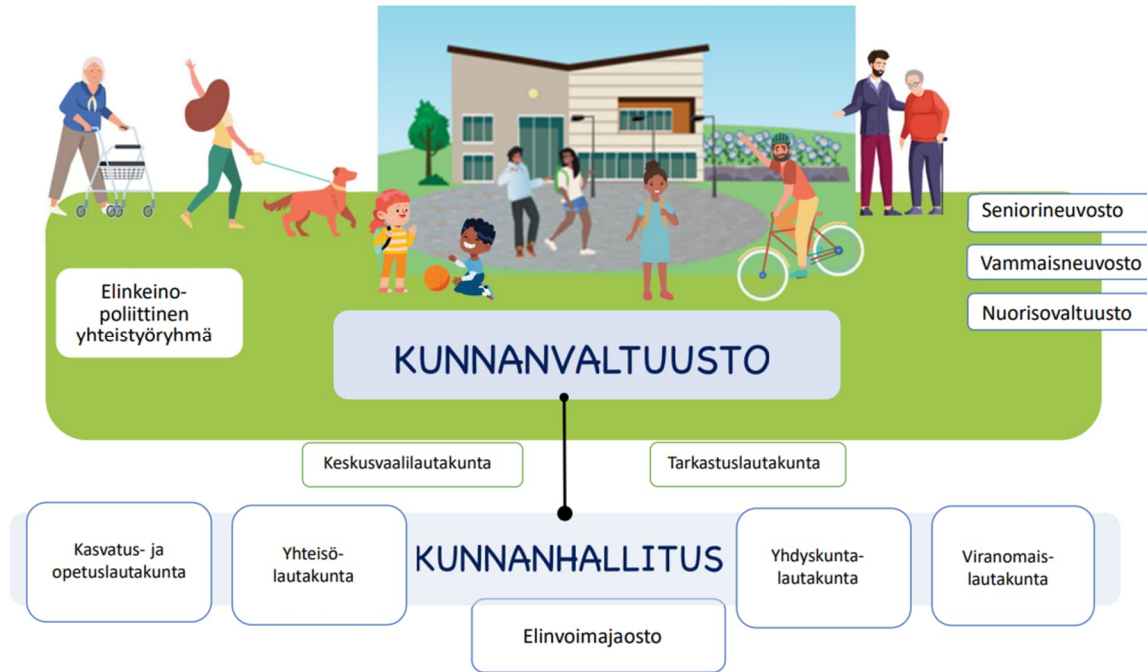 Seniorineuvosto
Vammaisneuvosto
Nuorisovaltuusto
Elinkeino-
poliittinen
yhteistyöryhmä
KUNNANVALTUUSTO
Keskusvaalilautakunta
Tarkastuslautakunta
Kasvatus- ja
opetuslautakunta
Yhteisö-
lautakunta
KUNNANHALLITUS
Yhdyskunta-
lautakunta
Viranomais-
lautakunta
Elinvoimajaosto